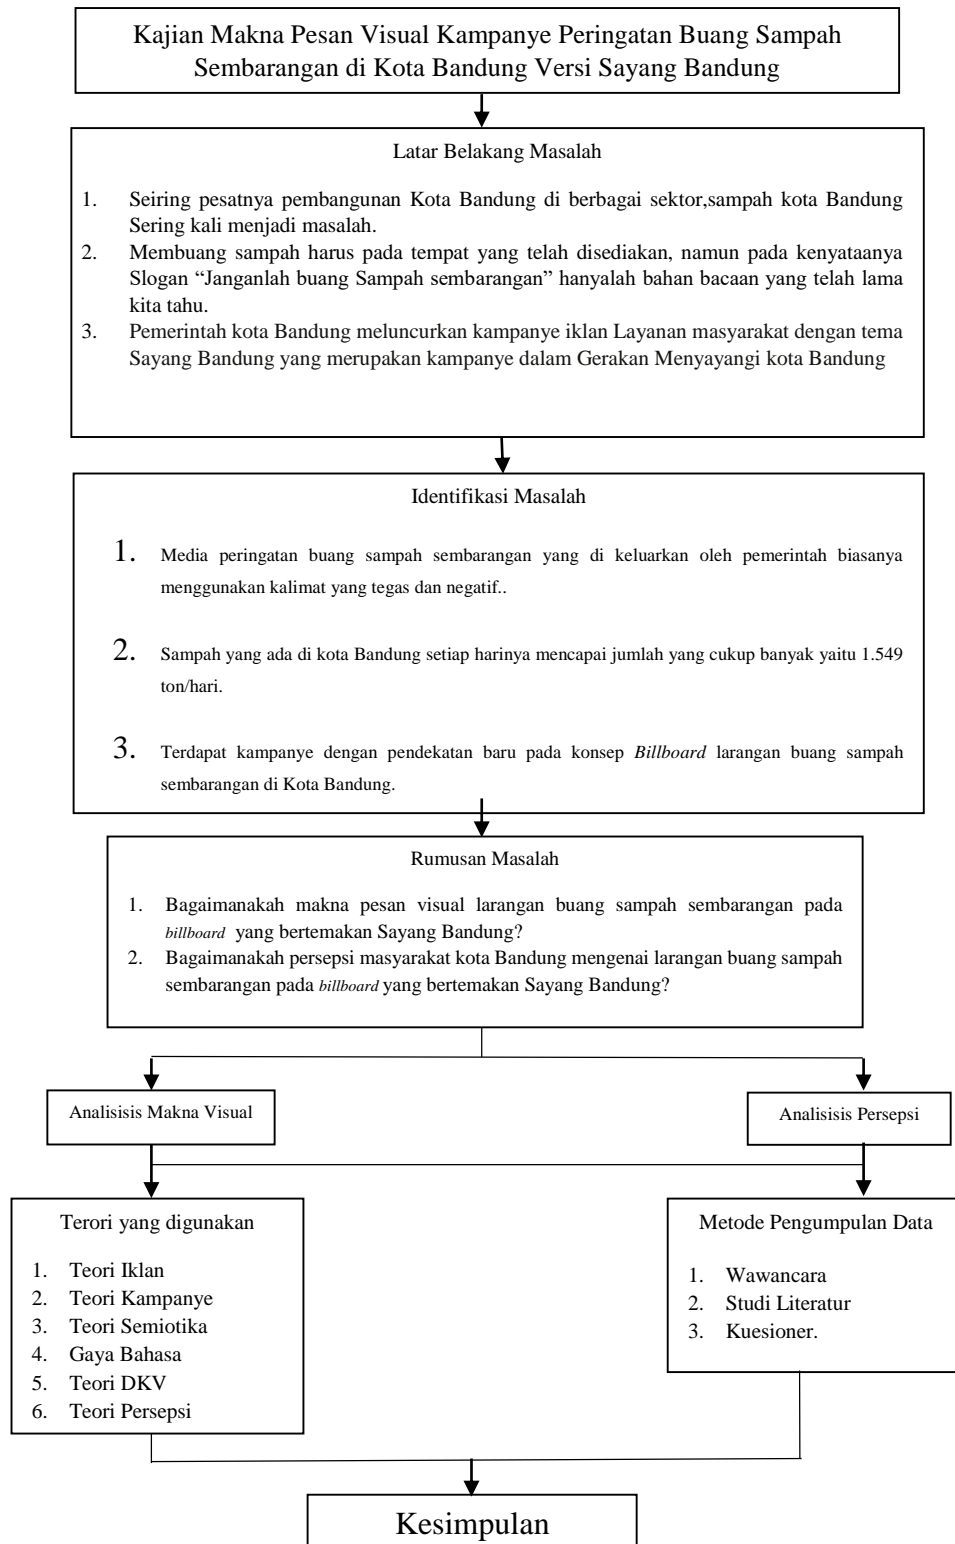 Kajian Makna Pesan Visual Kampanye Peringatan Buang Sampah
Sembarangan di Kota Bandung Versi Sayang Bandung
Latar Belakang Masalah
1. Seiring pesatnya pembangunan Kota Bandung di berbagai sektor,sampah kota Bandung
Sering kali menjadi masalah.
2. Membuang sampah harus pada tempat yang telah disediakan, namun pada kenyataanya
Slogan “Janganlah buang Sampah sembarangan” hanyalah bahan bacaan yang telah lama
kita tahu.
3. Pemerintah kota Bandung meluncurkan kampanye iklan Layanan masyarakat dengan tema
Sayang Bandung yang merupakan kampanye dalam Gerakan Menyayangi kota Bandung
Identifikasi Masalah
1. Media peringatan buang sampah sembarangan yang di keluarkan oleh pemerintah biasanya
menggunakan kalimat yang tegas dan negatif..
2. Sampah yang ada di kota Bandung setiap harinya mencapai jumlah yang cukup banyak yaitu 1.549
ton/hari.
3. Terdapat kampanye dengan pendekatan baru pada konsep Billboard larangan buang sampah
sembarangan di Kota Bandung.
Rumusan Masalah
1. Bagaimanakah makna pesan visual larangan buang sampah sembarangan pada
billboard yang bertemakan Sayang Bandung?
2. Bagaimanakah persepsi masyarakat kota Bandung mengenai larangan buang sampah
sembarangan pada billboard yang bertemakan Sayang Bandung?
Analisisis Makna Visual
Analisisis Persepsi
Terori yang digunakan
1. Teori Iklan
2. Teori Kampanye
3. Teori Semiotika
4. Gaya Bahasa
5. Teori DKV
6. Teori Persepsi
Metode Pengumpulan Data
1. Wawancara
2. Studi Literatur
3. Kuesioner.
Kesimpulan